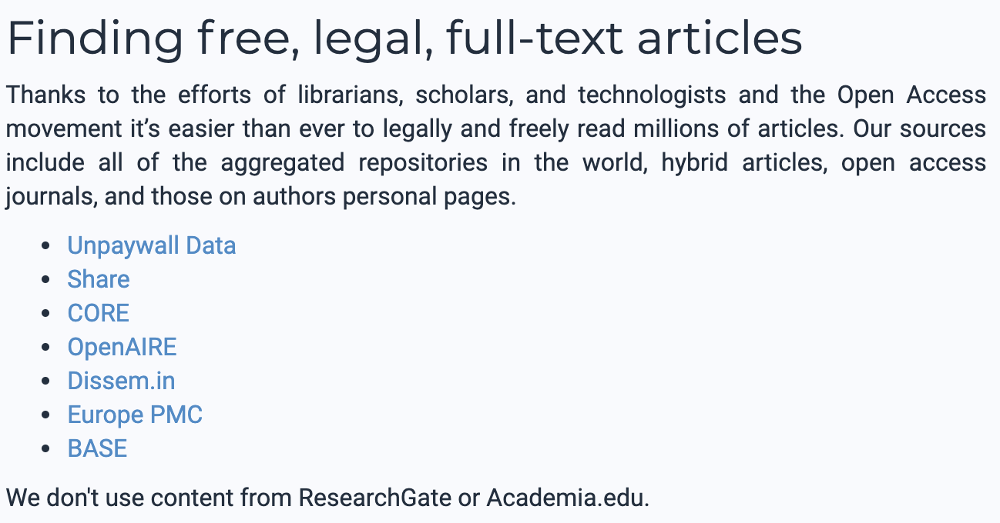 Finding free, legal, full-text articles
Thanks to the efforts of librarians, scholars, and technologists and the Open Access
movement it’s easier than ever to legally and freely read millions of articles. Our sources
include all of the aggregated repositories in the world, hybrid articles, open access
journals, and those on authors personal pages.
• Unpaywall Data
• Share
• CORE
• OpenAIRE
• Dissem.in
• Europe PMC
• BASE
We don't use content from ResearchGate or Academia.edu.